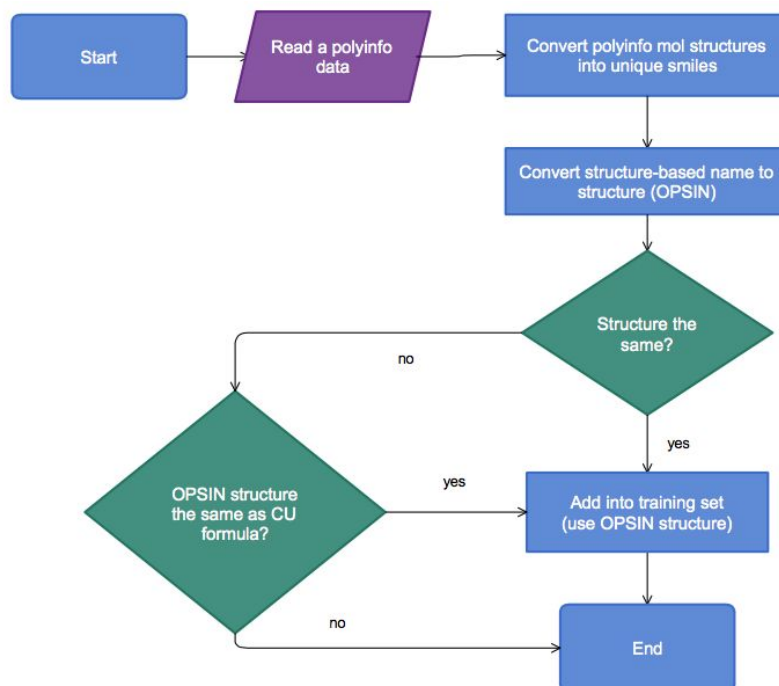 Start
Read a polyinfo
data
Convert polyinfo mol structures
into unique smiles
Convert structure-based name to
structure (OPSIN)
Structure the
same?
no
yes
OPSIN structure
the same as CU
formula?
yes
Add into training set
(use OPSIN structure)
no
End